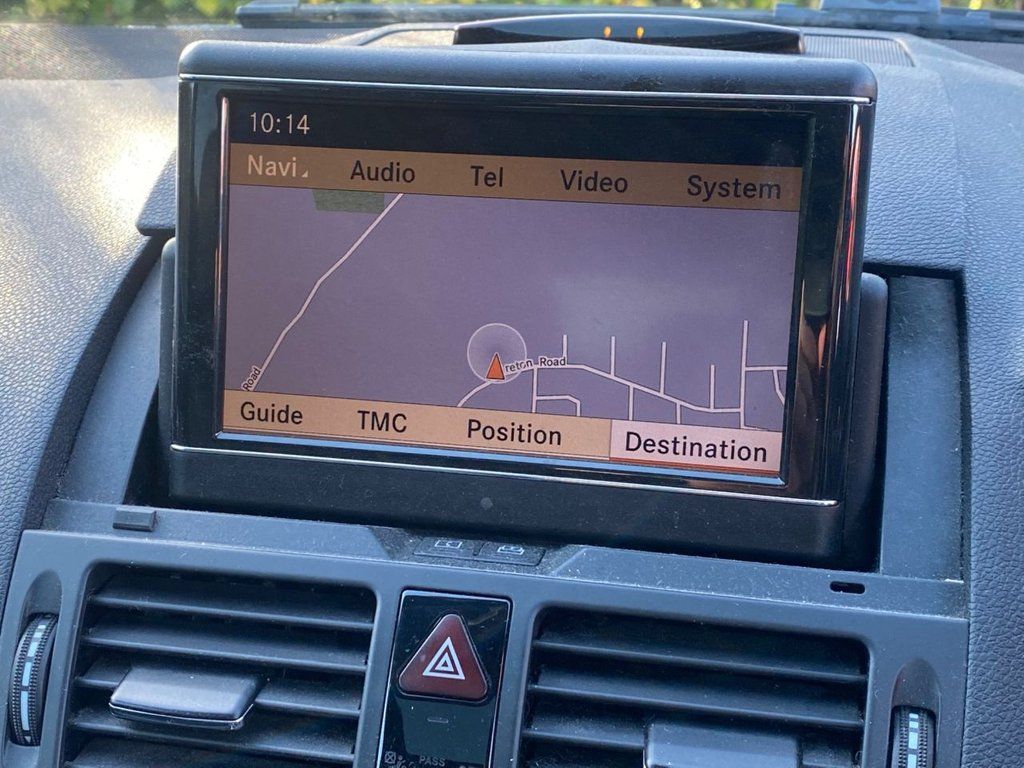 10:14
Navi Audio Tel Video System
reton Road
Road
Guide TMC Position Destination
PASS